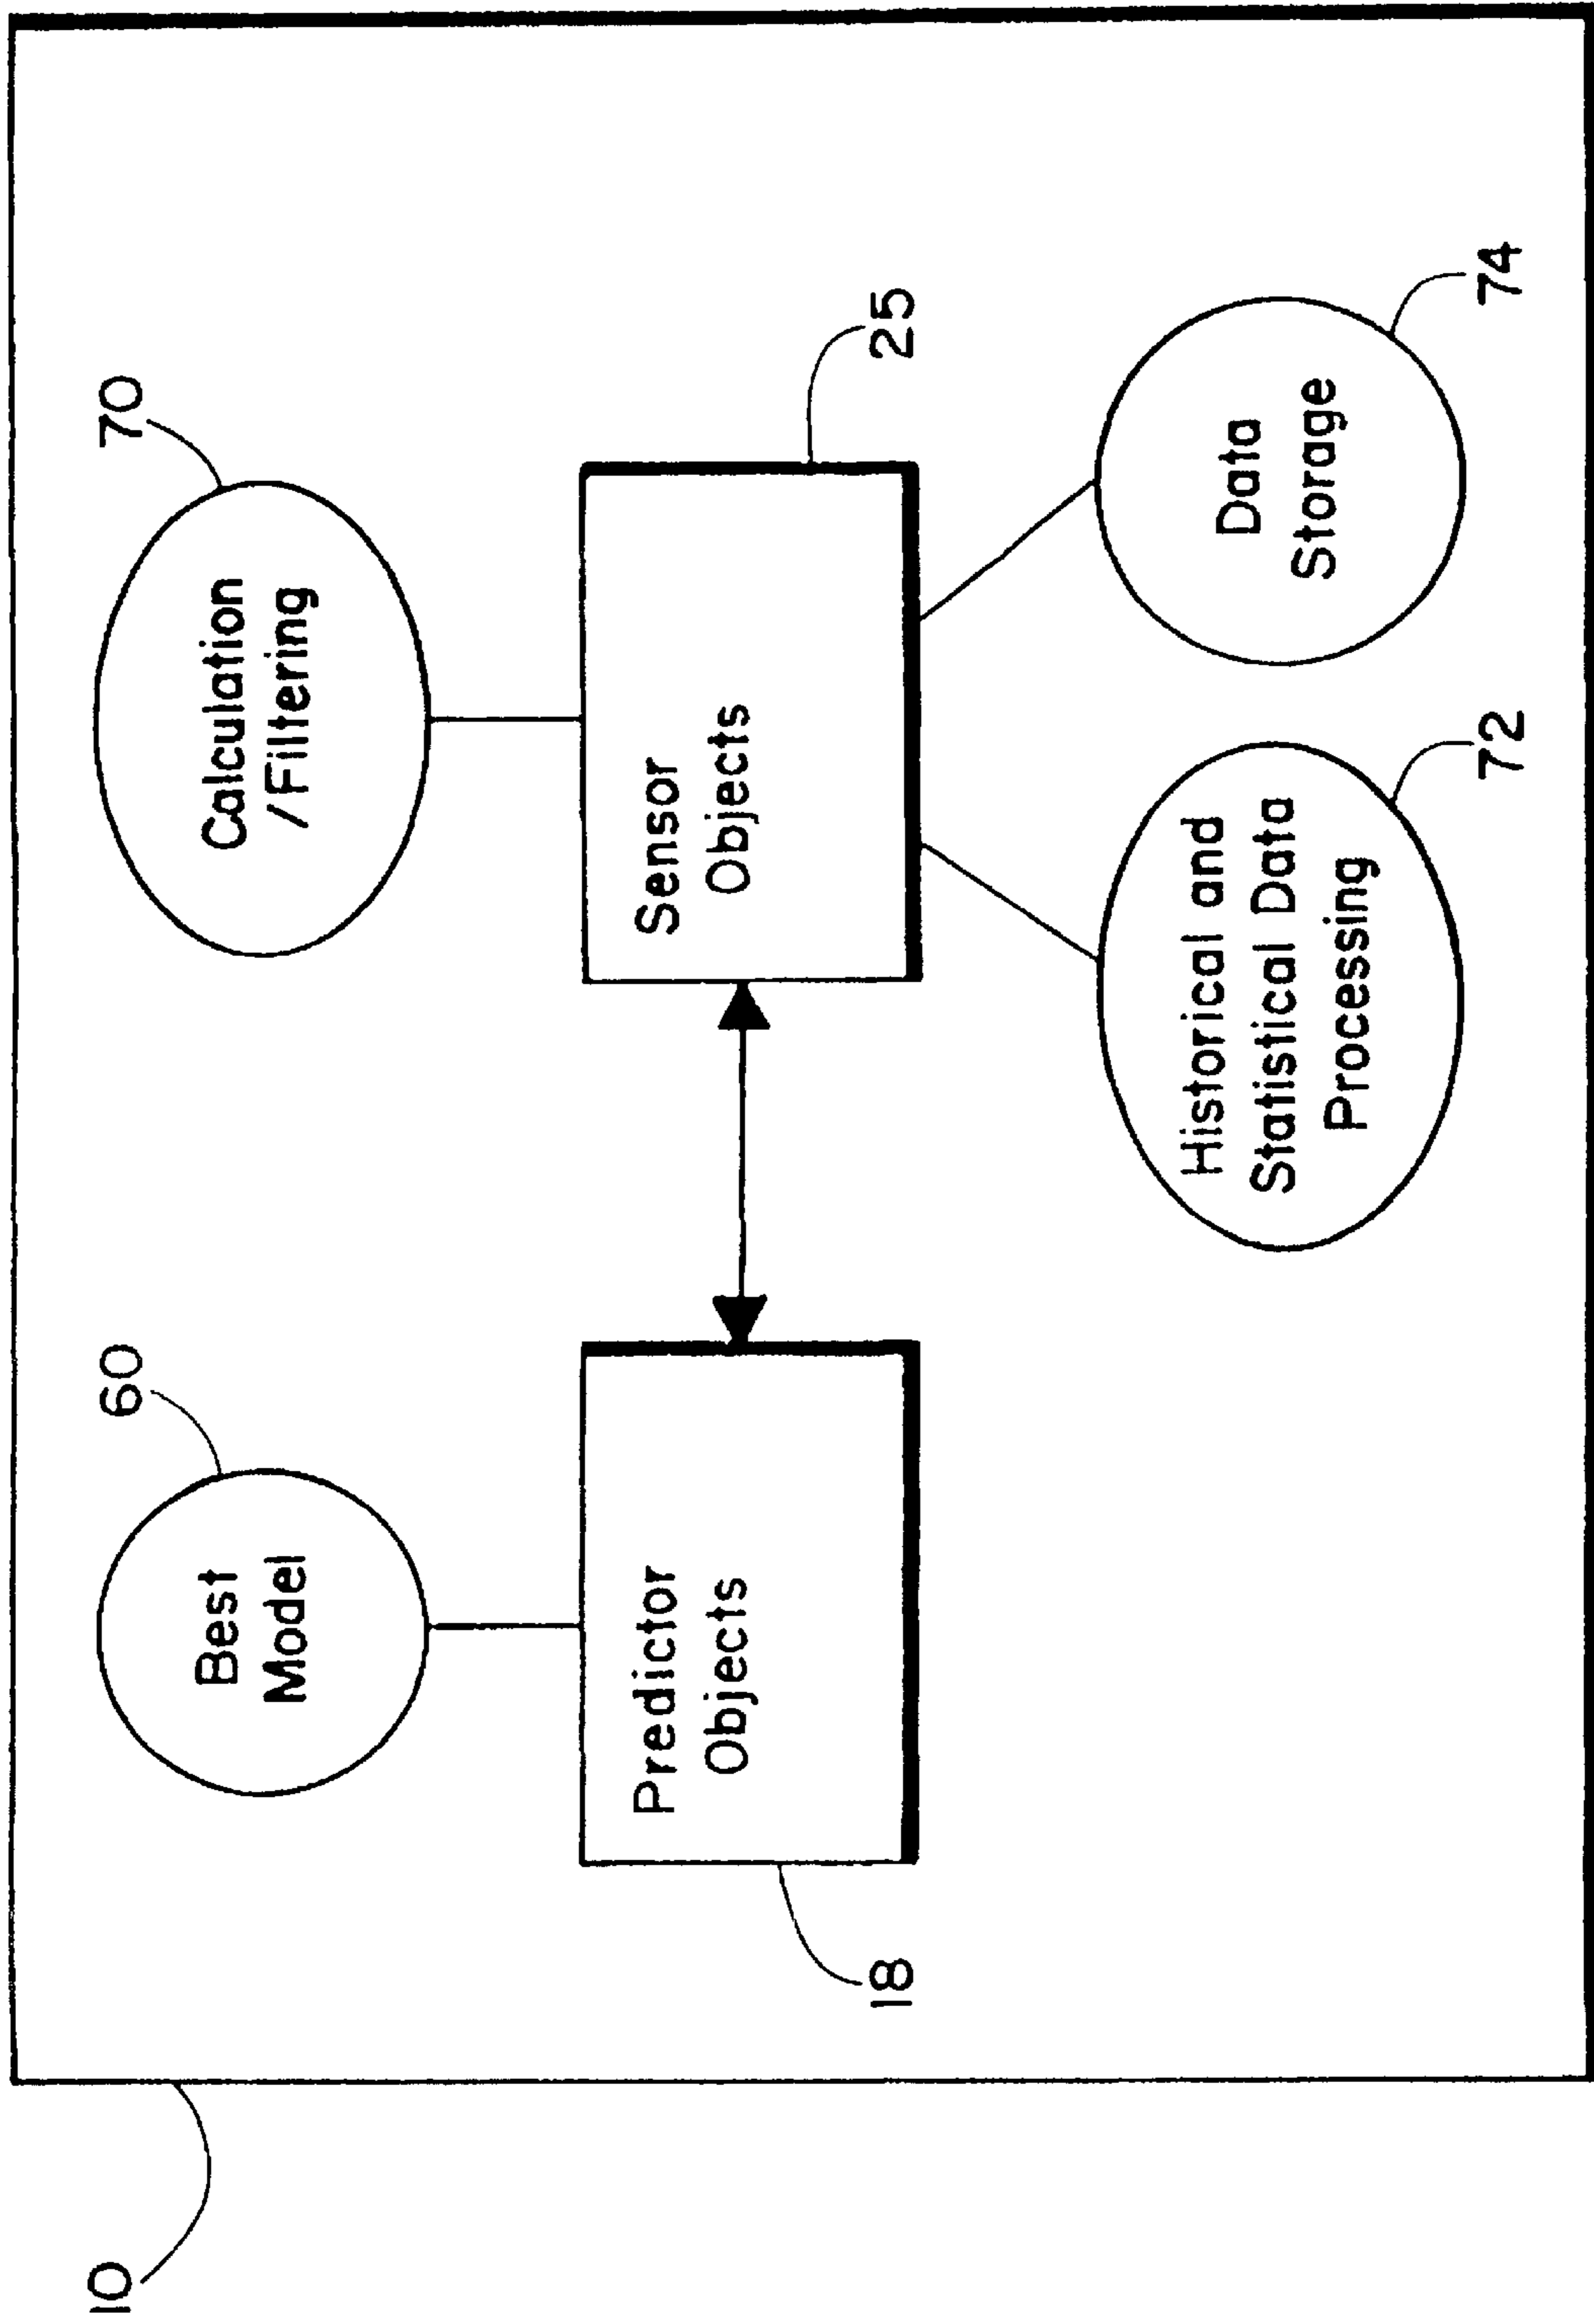 10
60
Best
Model
70
Calculation
/Filtering
Predictor
Objects
18
Sensor
Objects
25
Historical and
Statistical Data
Processing
72
Data
Storage
74